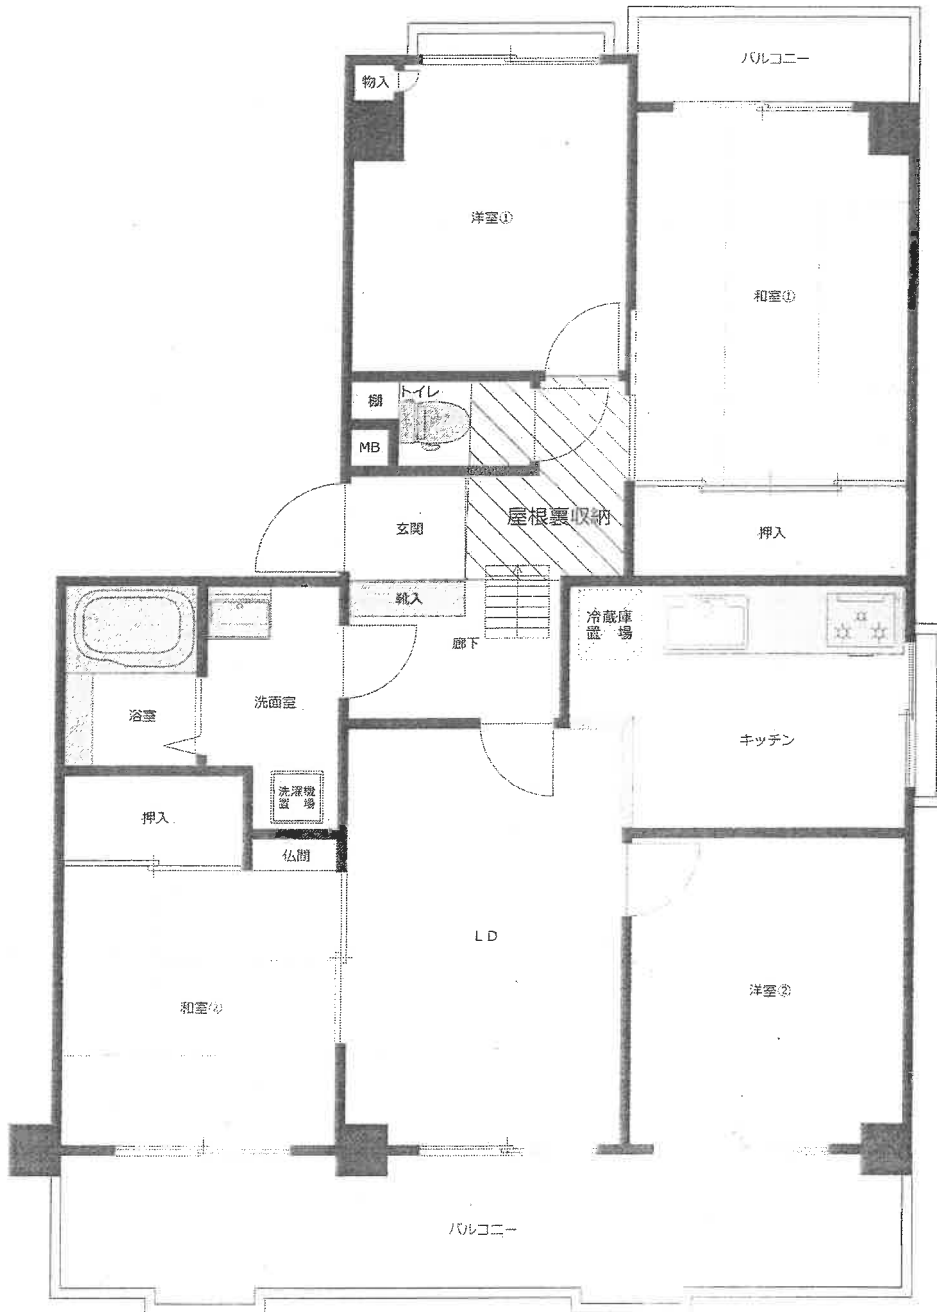 バルコニー
物入
洋室①
和室①
トイレ
棚
MB
屋根裏収納
玄関
押入
靴入
冷蔵庫
置　場
廊下
洗面室
浴室
キッチン
洗濯機
置　場
押入
仏間
LD
洋室②
和室②
バルコニー